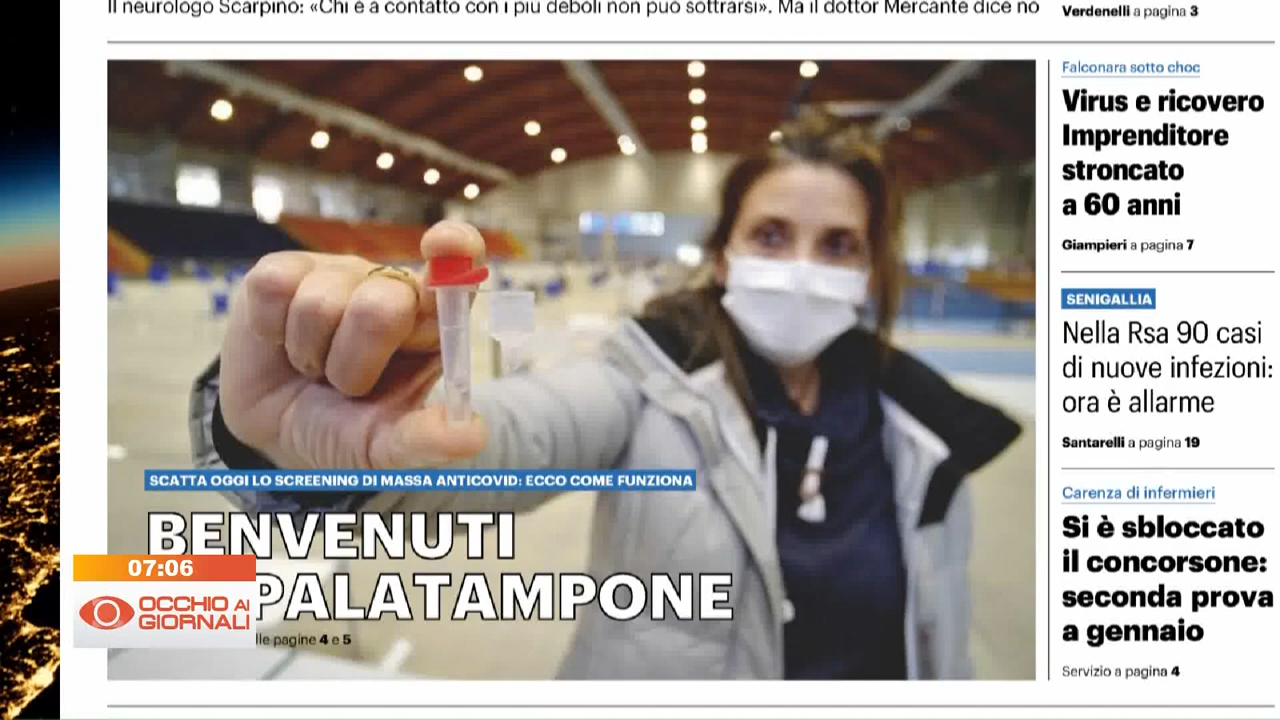 Il neurologo Scarpino: «Chi è a contatto con i più deboli non può sottrarsi». Ma il dottor Mercante dice no
Verdenelli a pagina 3
Falconara sotto choc
Virus e ricovero
Imprenditore
stroncato
a 60 anni
Giampieri a pagina 7
SENIGALLIA
Nella Rsa 90 casi
di nuove infezioni:
ora è allarme
Santarelli a pagina 19
Carenza di infermieri
Si è sbloccato
il concorsone:
seconda prova
a gennaio
Servizio a pagina 4
SCATTA OGGI LO SCREENING DI MASSA ANTICOVID: ECCO COME FUNZIONA
BENVENUTI
PALATAMPONE
lle pagine 4 e 5
07:06
OCCHIO AI
GIORNALI